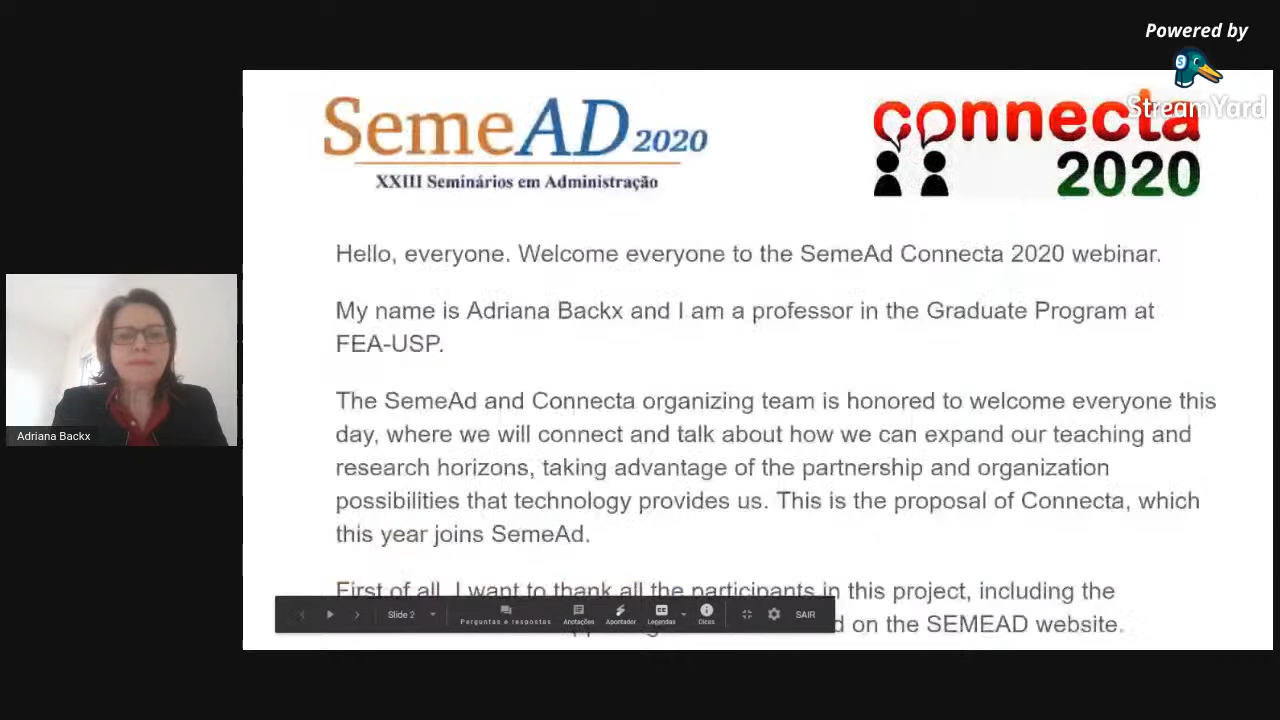 Powered by
StreamYard
SemeAD 2020
XXIII Seminários em Administração
connecta
2020
Hello, everyone. Welcome everyone to the SemeAd Connecta 2020 webinar.
My name is Adriana Backx and I am a professor in the Graduate Program at
FEA-USP.
The SemeAd and Connecta organizing team is honored to welcome everyone this
day, where we will connect and talk about how we can expand our teaching and
research horizons, taking advantage of the partnership and organization
possibilities that technology provides us. This is the proposal of Connecta, which
this year joins SemeAd.
First of all, I want to thank all the participants in this project, including the
d on the SEMEAD website.
Slide 2
Perguntas e respostas
Anotações
Apontador
Legendas
Dicas
SAIR
Adriana Backx